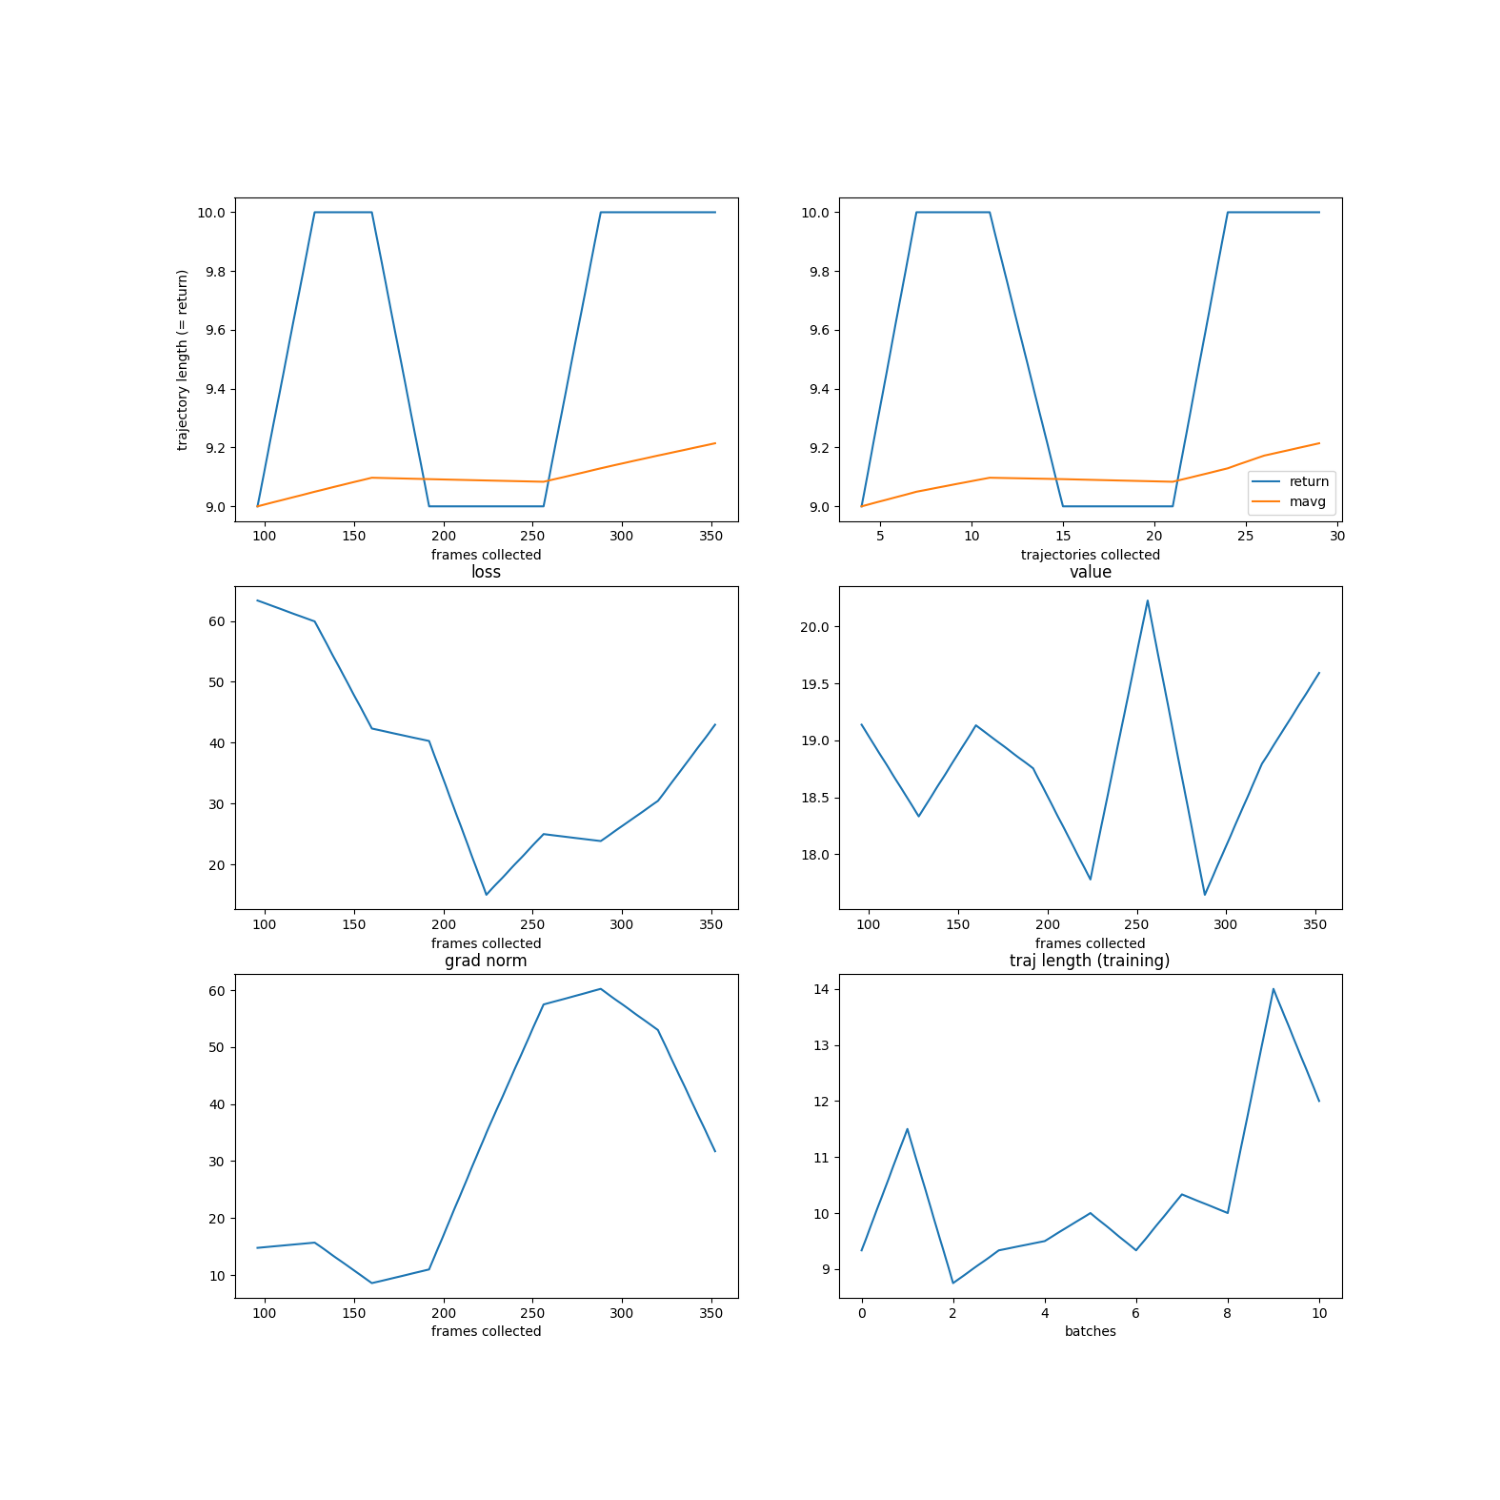 10.0
9.8
9.6
9.4
9.2
9.0
trajectory length (= return)
100 150 200 250 300 350
frames collected
10.0
9.8
9.6
9.4
9.2
9.0
return
mavg
5 10 15 20 25 30
trajectories collected
loss
60
50
40
30
20
100 150 200 250 300 350
frames collected
value
20.0
19.5
19.0
18.5
18.0
100 150 200 250 300 350
frames collected
grad norm
60
50
40
30
20
10
100 150 200 250 300 350
frames collected
traj length (training)
14
13
12
11
10
9
0 2 4 6 8 10
batches